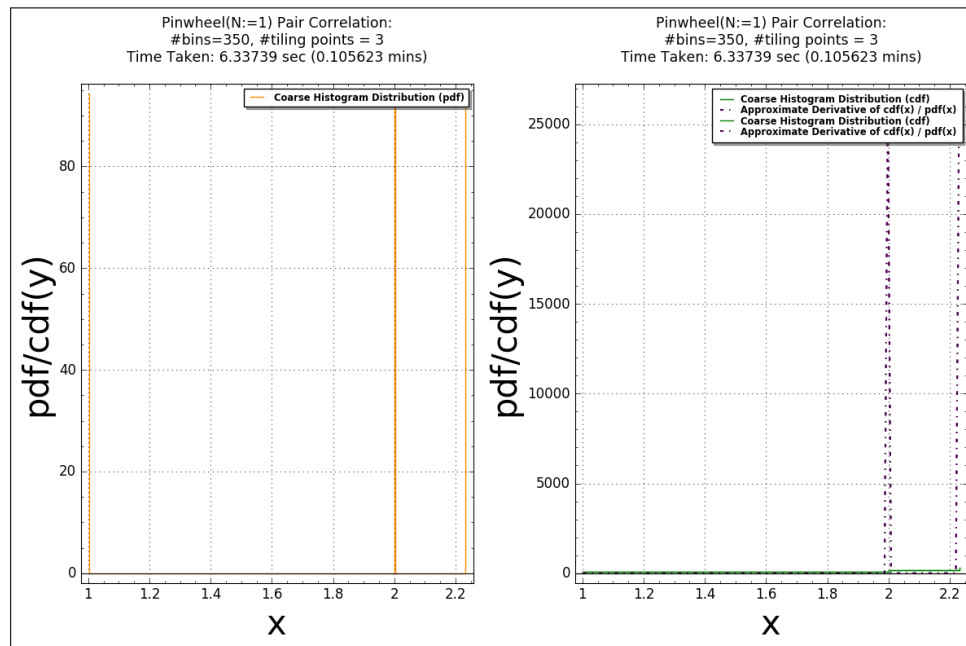 Pinwheel(N:=1) Pair Correlation:
#bins=350, #tiling points = 3
Time Taken: 6.33739 sec (0.105623 mins)
Coarse Histogram Distribution (pdf)
80
60
40
20
0
1 1.2 1.4 1.6 1.8 2 2.2
pdf/cdf(y)
x
Pinwheel(N:=1) Pair Correlation:
#bins=350, #tiling points = 3
Time Taken: 6.33739 sec (0.105623 mins)
Coarse Histogram Distribution (cdf)
Approximate Derivative of cdf(x) / pdf(x)
Coarse Histogram Distribution (cdf)
Approximate Derivative of cdf(x) / pdf(x)
25000
20000
15000
10000
5000
0
1 1.2 1.4 1.6 1.8 2 2.2
pdf/cdf(y)
x